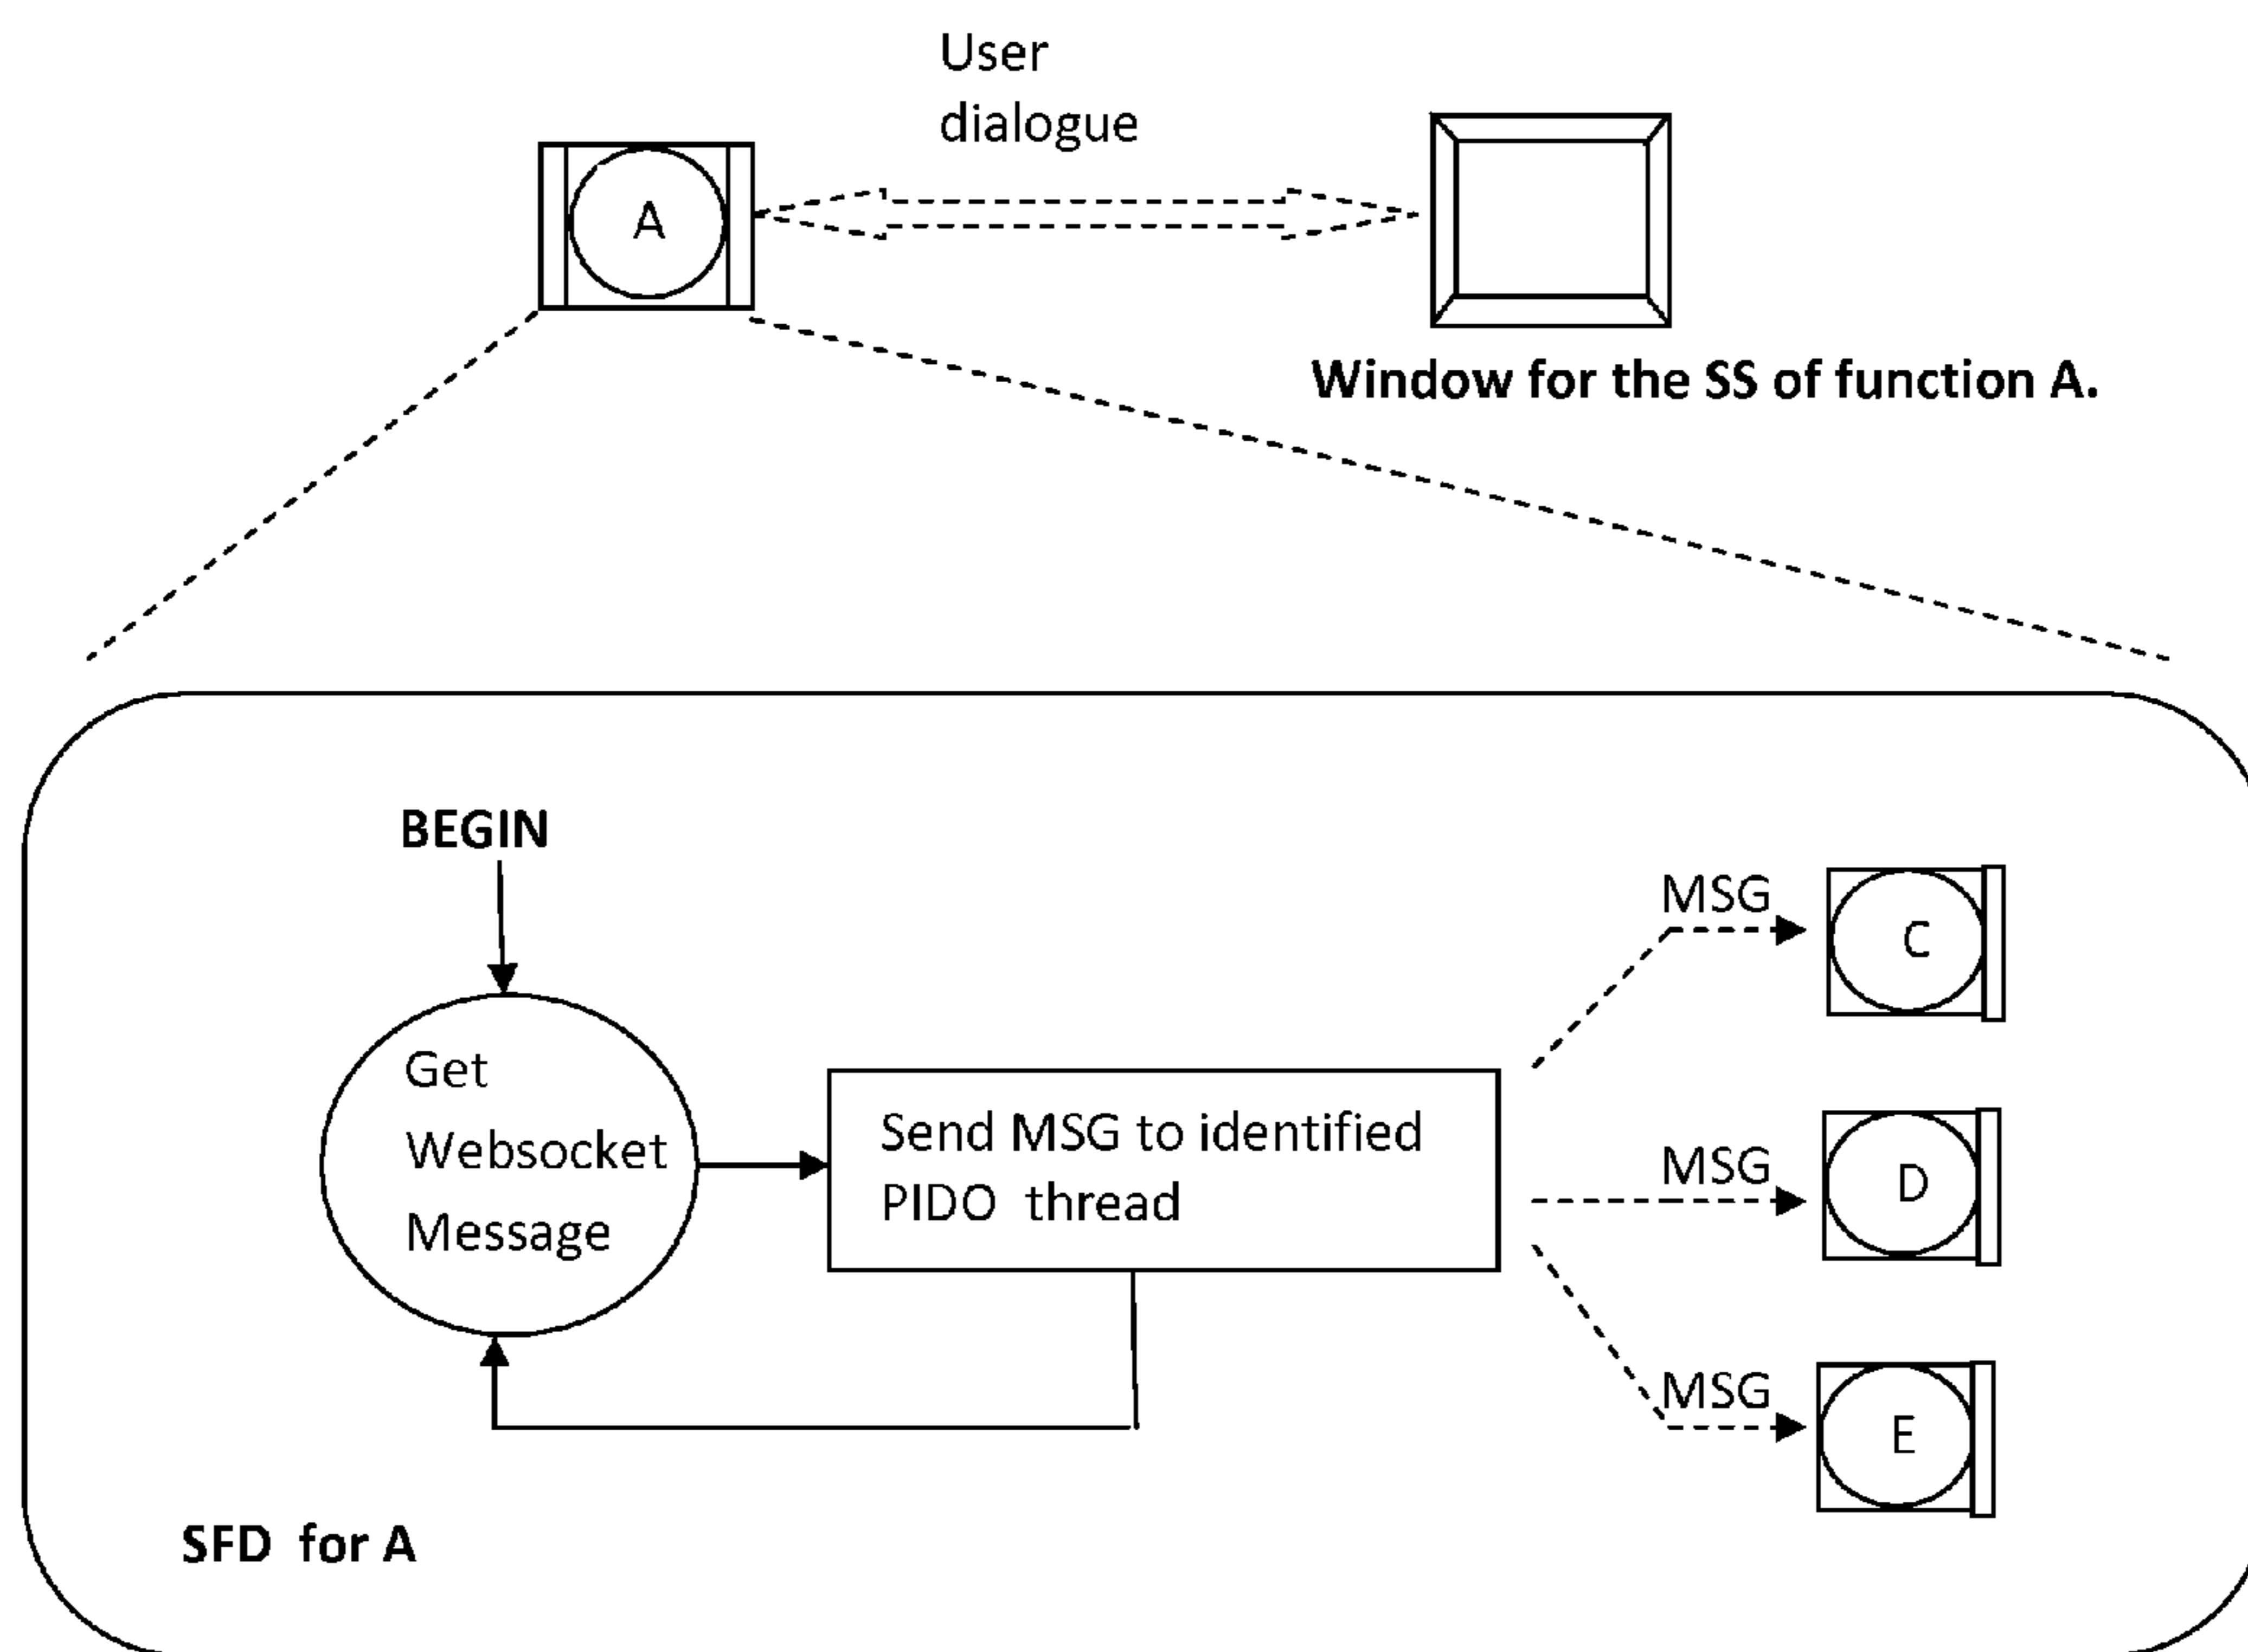 User
dialogue
A
Window for the SS of function A.
BEGIN
Get
Websocket
Message
Send MSG to identified
PIDO thread
MSG
C
MSG
D
MSG
E
SFD for A